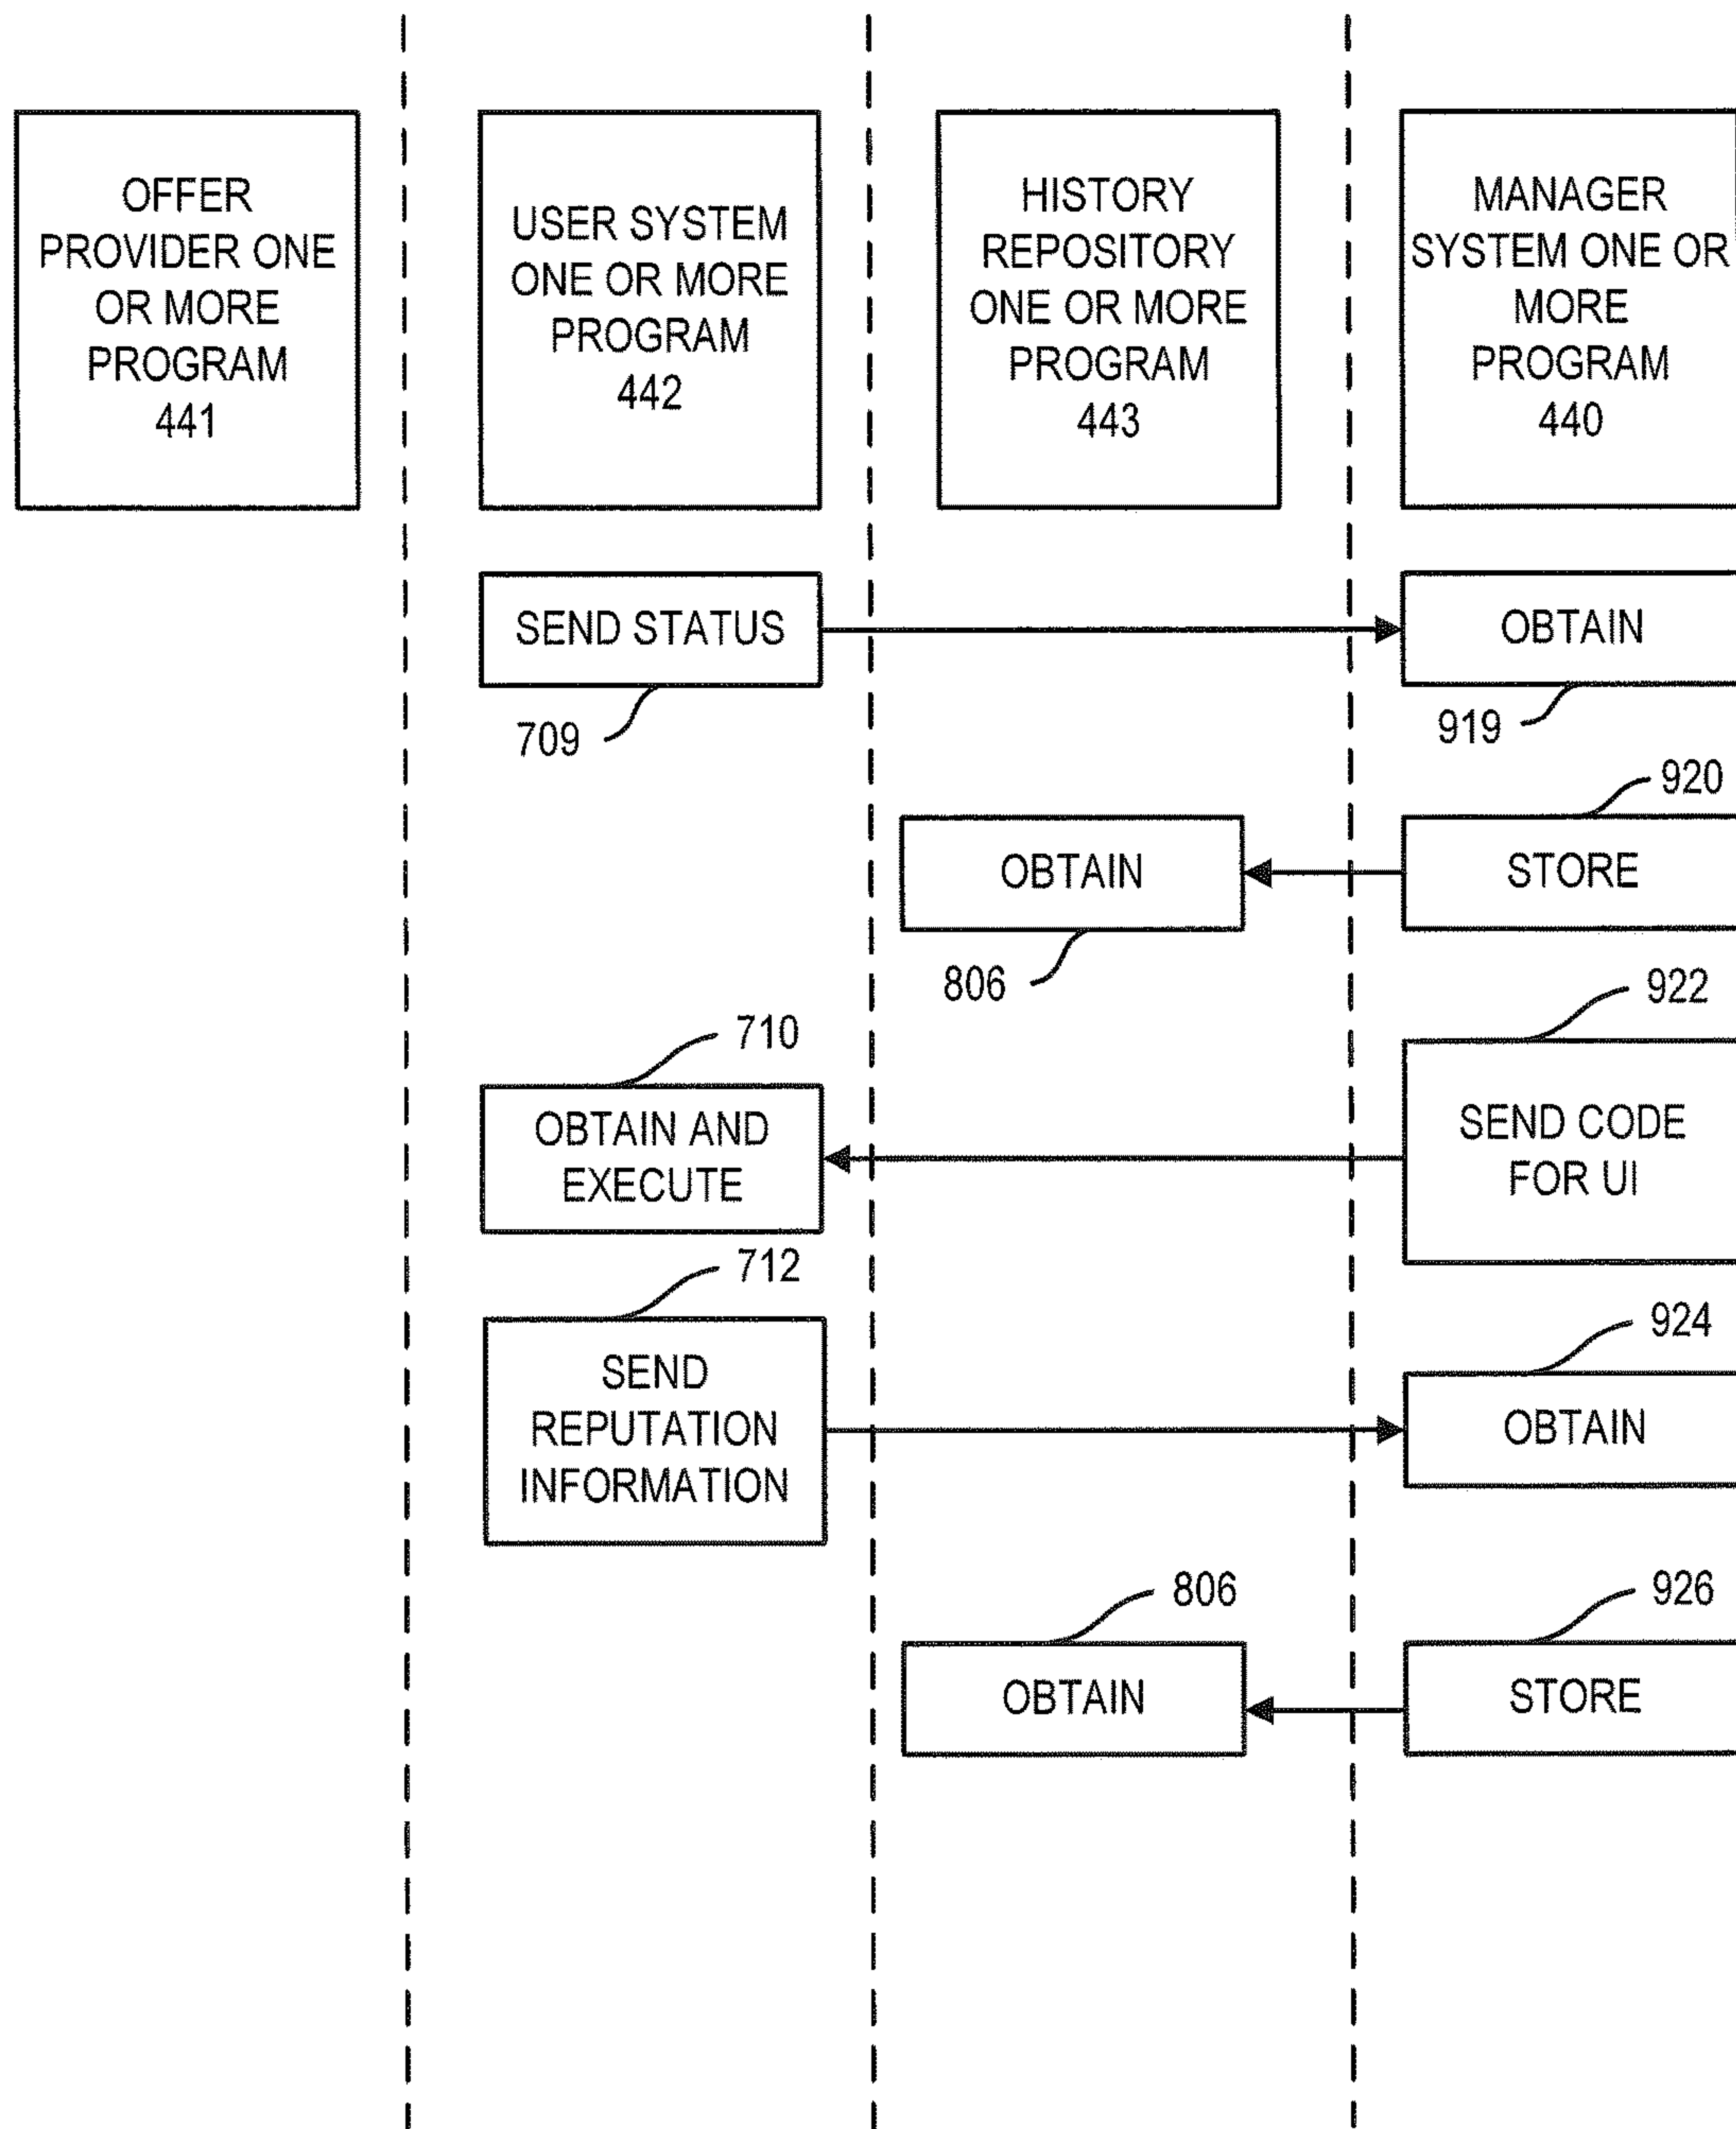 OFFER
PROVIDER ONE
OR MORE
PROGRAM
441
USER SYSTEM
ONE OR MORE
PROGRAM
442
HISTORY
REPOSITORY
ONE OR MORE
PROGRAM
443
MANAGER
SYSTEM ONE OR
MORE
PROGRAM
440
SEND STATUS
709
OBTAIN
919
920
OBTAIN
806
STORE
922
710
OBTAIN AND
EXECUTE
SEND CODE
FOR UI
712
SEND
REPUTATION
INFORMATION
924
OBTAIN
806
OBTAIN
926
STORE